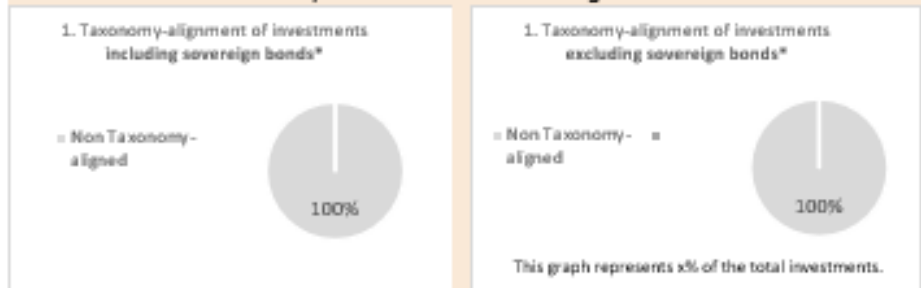 1. Taxonomy-alignment of investments
including sovereign bonds*
Non Taxonomy-
aligned
100%
1. Taxonomy-alignment of investments
excluding sovereign bonds*
Non Taxonomy-
aligned
100%
This graph represents x% of the total investments.